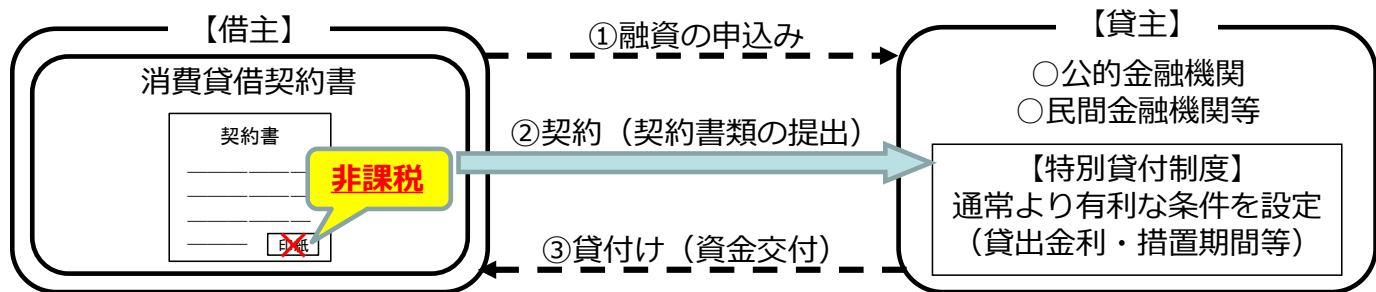 【借主】
消費貸借契約書
契約書
非課税
印紙
①融資の申込み
②契約（契約書類の提出）
③貸付け（資金交付）
【貸主】
○公的金融機関
○民間金融機関等
【特別貸付制度】
通常より有利な条件を設定
（貸出金利・措置期間等）